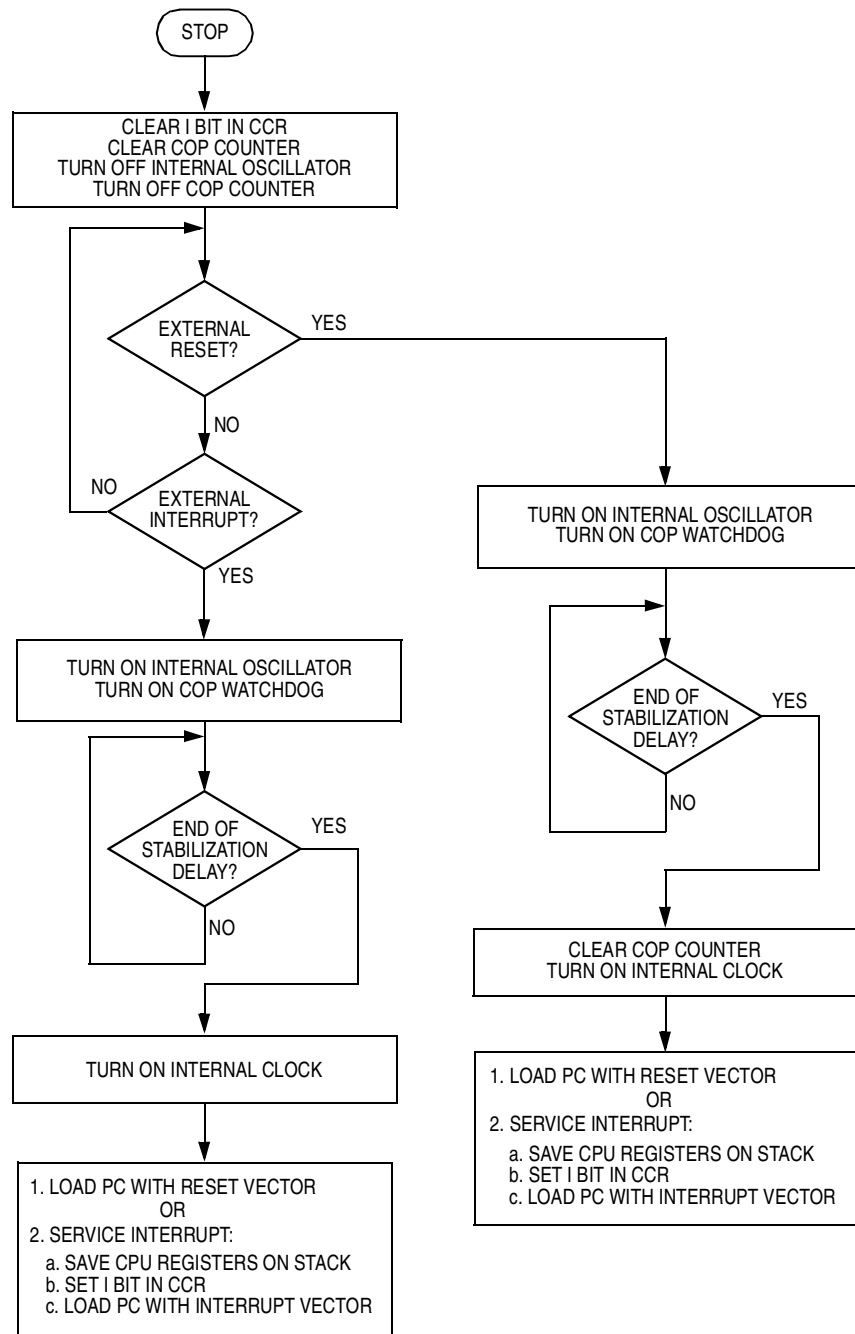 STOP
CLEAR I BIT IN CCR
CLEAR COP COUNTER
TURN OFF INTERNAL OSCILLATOR
TURN OFF COP COUNTER
EXTERNAL
RESET?
YES
NO
EXTERNAL
INTERRUPT?
NO
YES
TURN ON INTERNAL OSCILLATOR
TURN ON COP WATCHDOG
END OF
STABILIZATION
DELAY?
YES
NO
TURN ON INTERNAL CLOCK
1. LOAD PC WITH RESET VECTOR
OR
2. SERVICE INTERRUPT:
a. SAVE CPU REGISTERS ON STACK
b. SET I BIT IN CCR
c. LOAD PC WITH INTERRUPT VECTOR
TURN ON INTERNAL OSCILLATOR
TURN ON COP WATCHDOG
END OF
STABILIZATION
DELAY?
YES
NO
CLEAR COP COUNTER
TURN ON INTERNAL CLOCK
1. LOAD PC WITH RESET VECTOR
OR
2. SERVICE INTERRUPT:
a. SAVE CPU REGISTERS ON STACK
b. SET I BIT IN CCR
c. LOAD PC WITH INTERRUPT VECTOR